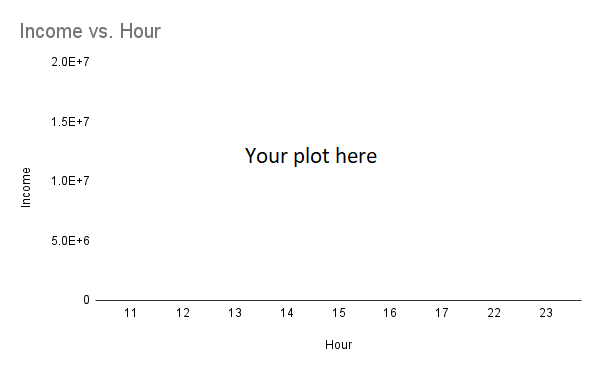 Income vs. Hour
2.0E+7
1.5E+7
Your plot here
1.0E+7
Income
5.0E+6
0
11 12 13 14 15 16 17 22 23
Hour